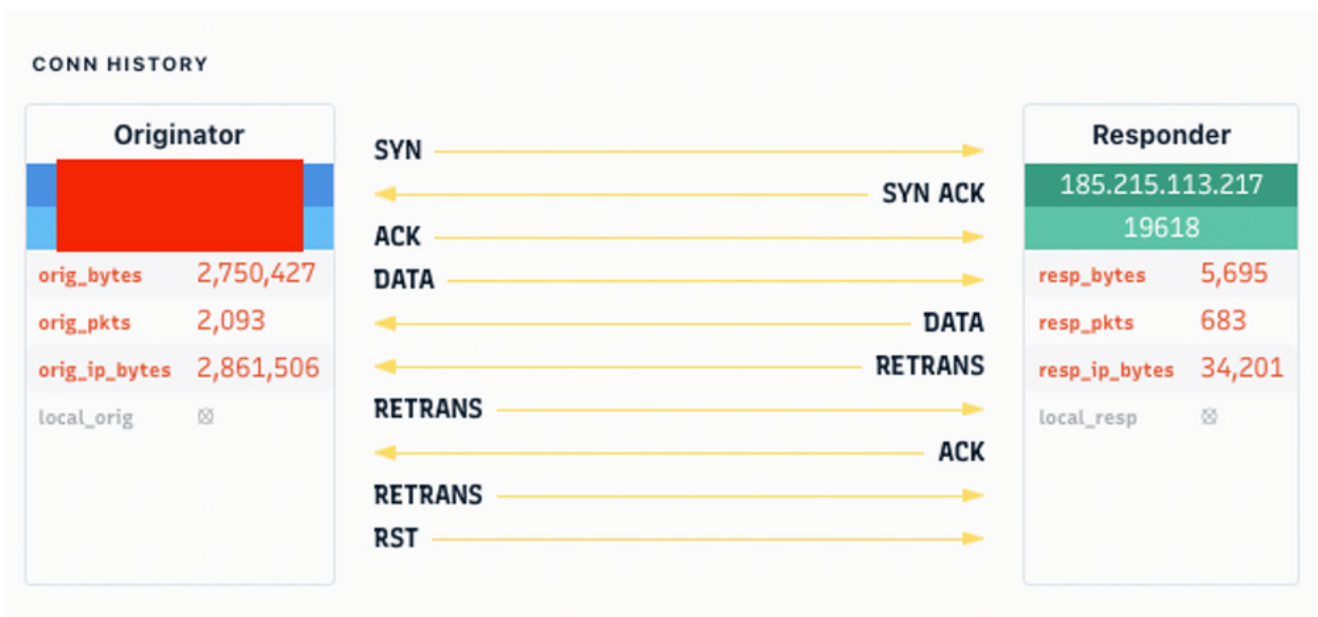 CONN HISTORY
Originator
orig_bytes 2,750,427
orig_pkts 2,093
orig_ip_bytes 2,861,506
local_orig
SYN
SYN ACK
ACK
DATA
DATA
RETRANS
RETRANS
ACK
RETRANS
RST
Responder
185.215.113.217
19618
resp_bytes 5,695
resp_pkts 683
resp_ip_bytes 34,201
local_resp